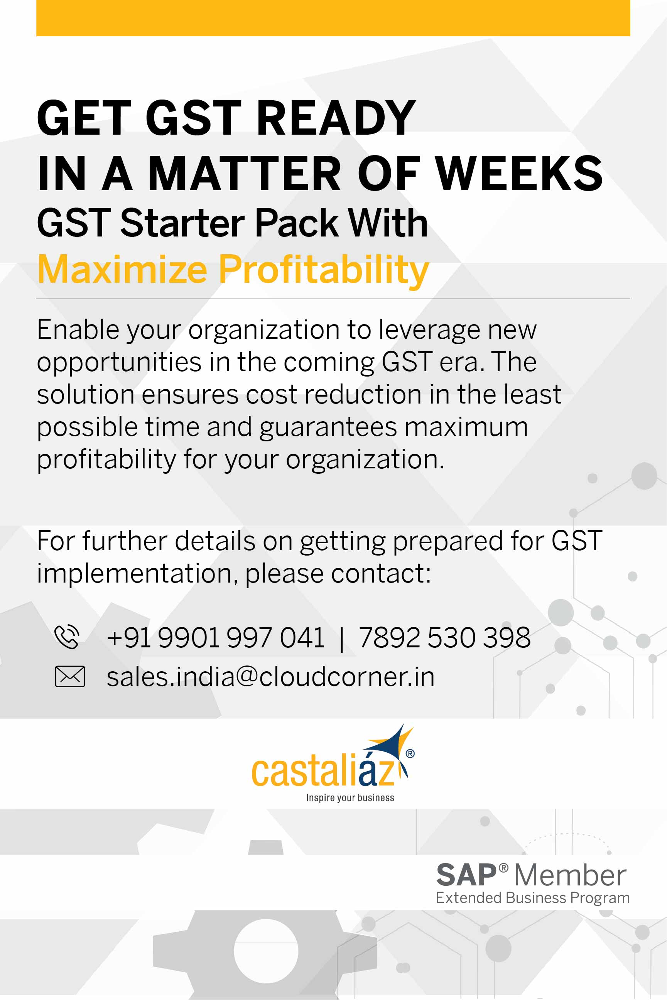 GET GST READY
IN A MATTER OF WEEKS
GST Starter Pack With
Maximize Profitability
Enable your organization to leverage new
opportunities in the coming GST era. The
solution ensures cost reduction in the least
possible time and guarantees maximum
profitability for your organization.
For further details on getting prepared for GST
implementation, please contact:
+91 9901 997 041 | 7892 530 398
sales.india@cloudcorner.in
castaliáz®
Inspire your business
SAP® Member
Extended Business Program